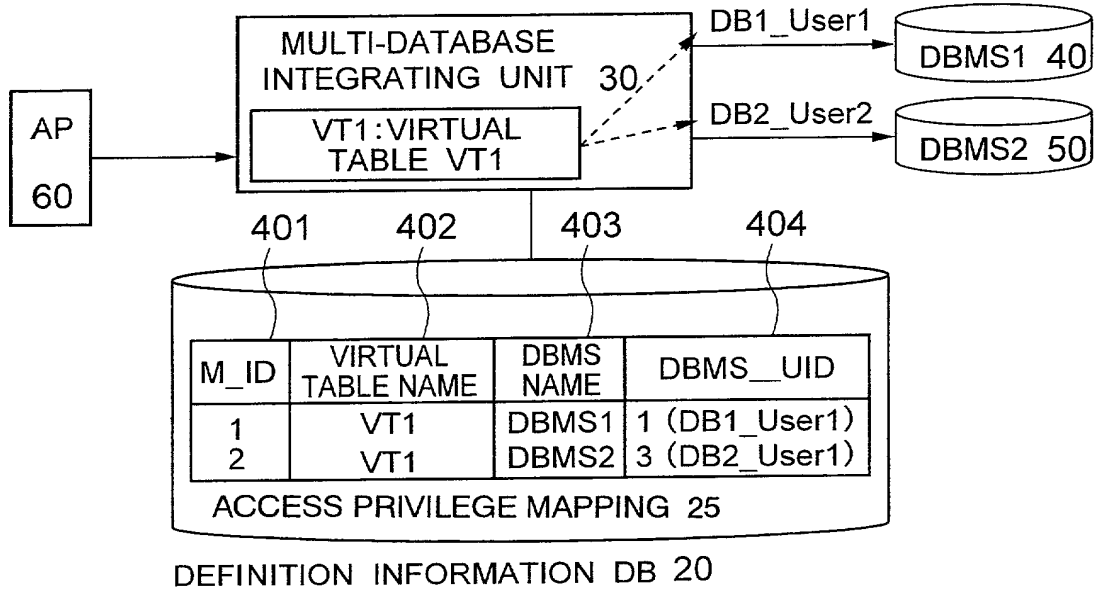 MULTI-DATABASE
INTEGRATING UNIT 30
VT1:VIRTUAL
TABLE VT1
AP
60
DB1_User1
DBMS1 40
DB2_User2
DBMS2 50
401
402
403
404
M_ID
VIRTUAL
TABLE NAME
DBMS
NAME
DBMS__UID
1 VT1 DBMS1 1 (DB1_User1)
2 VT1 DBMS2 3 (DB2_User1)
ACCESS PRIVILEGE MAPPING 25
DEFINITION INFORMATION DB 20